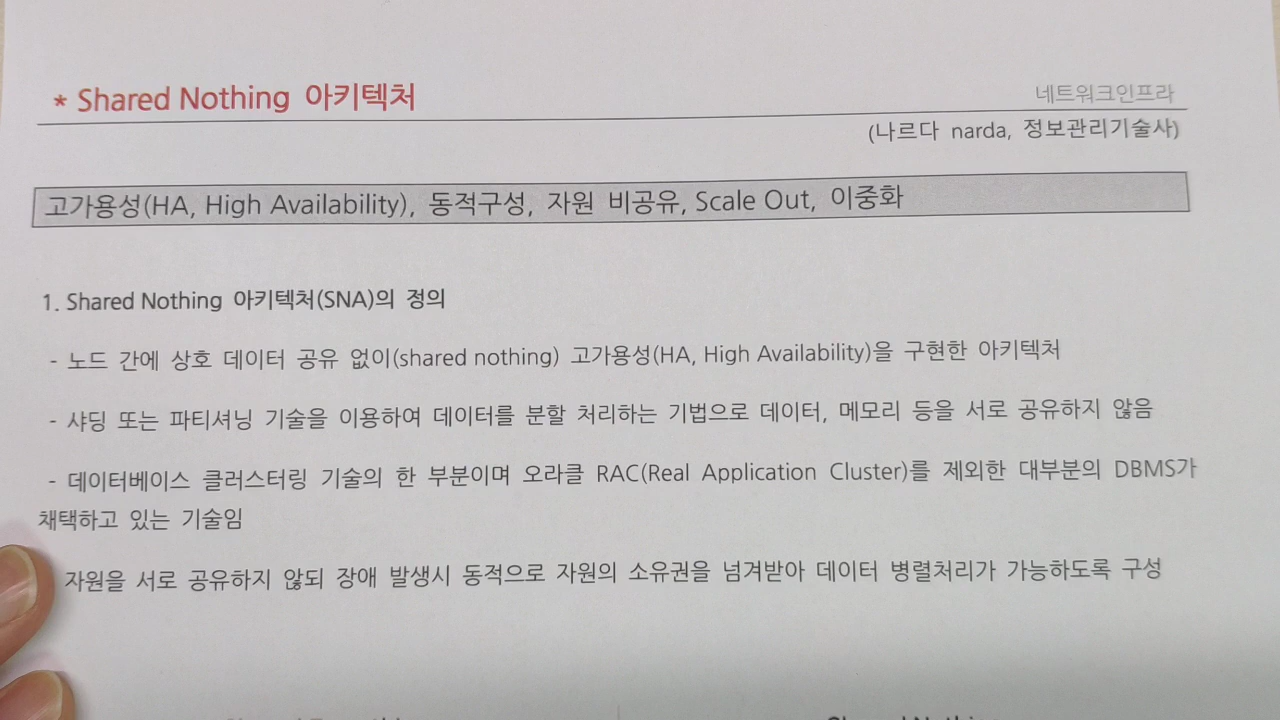 * Shared Nothing 아키텍처
네트워크인프라
(나르다 narda, 정보관리기술사)
고가용성(HA, High Availability), 동적구성, 자원 비공유, Scale Out, 이중화
1. Shared Nothing 아키텍처(SNA)의 정의
- 노드 간에 상호 데이터 공유 없이(shared nothing) 고가용성(HA, High Availability)을 구현한 아키텍처
- 샤딩 또는 파티셔닝 기술을 이용하여 데이터를 분할 처리하는 기법으로 데이터, 메모리 등을 서로 공유하지 않음
- 데이터베이스 클러스터링 기술의 한 부분이며 오라클 RAC(Real Application Cluster)를 제외한 대부분의 DBMS가
채택하고 있는 기술임
자원을 서로 공유하지 않되 장애 발생시 동적으로 자원의 소유권을 넘겨받아 데이터 병렬처리가 가능하도록 구성